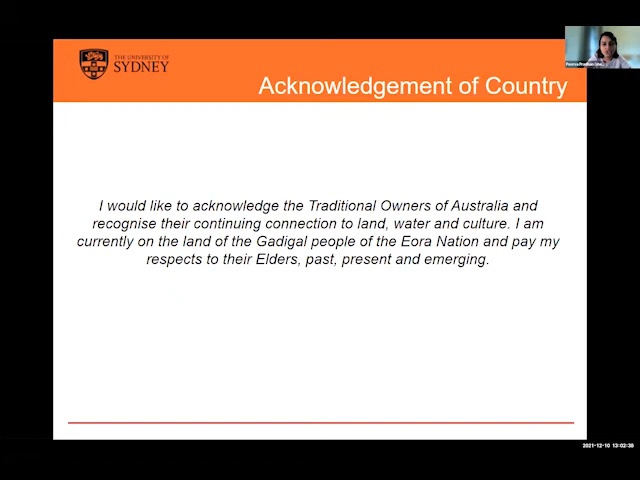 THE UNIVERSITY OF
SYDNEY
Acknowledgement of Country
I would like to acknowledge the Traditional Owners of Australia and
recognise their continuing connection to land, water and culture. I am
currently on the land of the Gadigal people of the Eora Nation and pay my
respects to their Elders, past, present and emerging.
2021-12-10 13:02:38